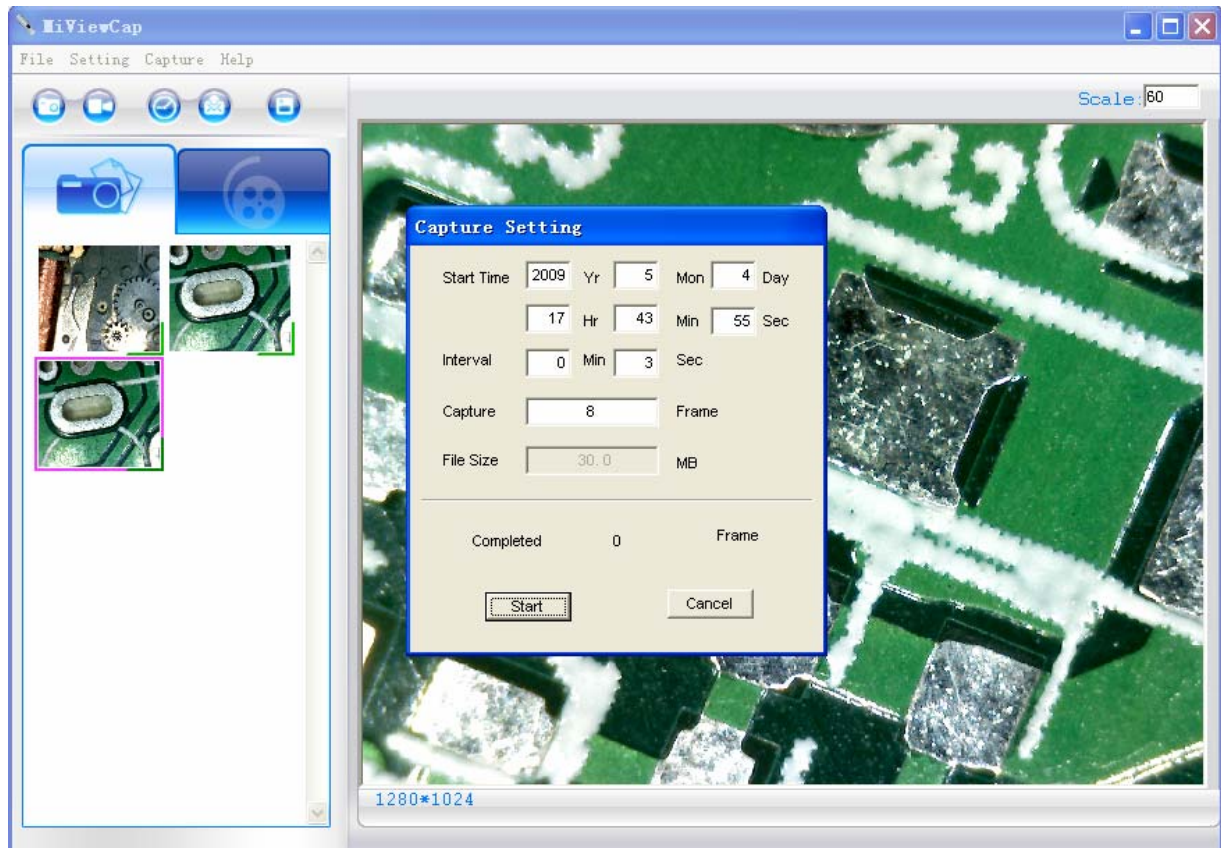 MiViewCap
File Setting Capture Help
Scale: 60
Capture Setting
Start Time 2009 Yr 5 Mon 4 Day
17 Hr 43 Min 55 Sec
Interval 0 Min 3 Sec
Capture 8 Frame
File Size 30.0 MB
Completed 0 Frame
Start Cancel
1280*1024